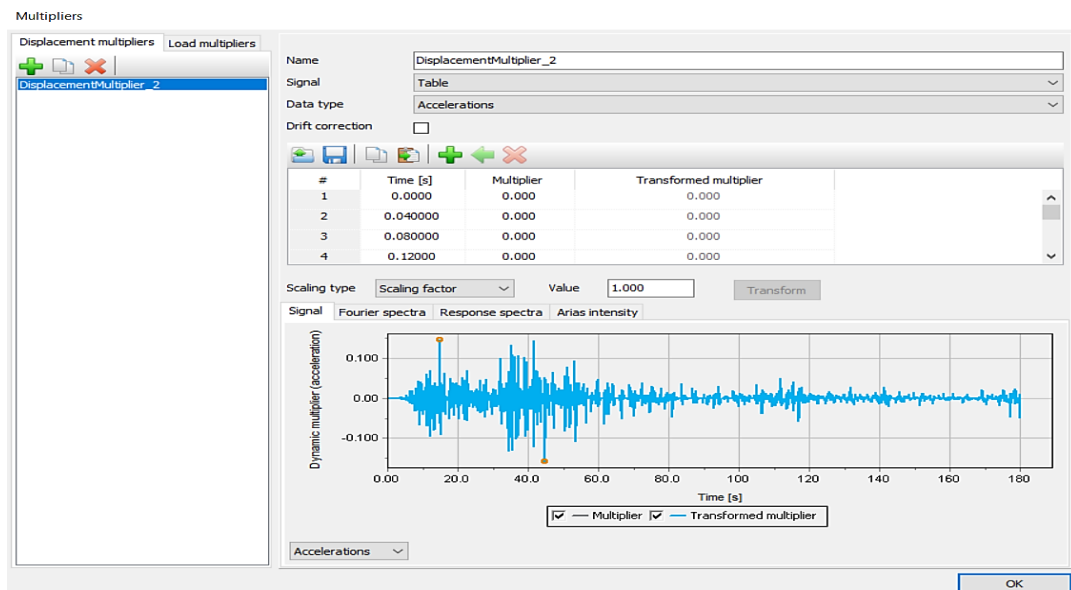 Multipliers
Displacement multipliers Load multipliers
DisplacementMultiplier_2
Name DisplacementMultiplier_2
Signal Table
Data type Accelerations
Drift correction
# Time [s] Multiplier Transformed multiplier
1 0.0000 0.000 0.000
2 0.040000 0.000 0.000
3 0.080000 0.000 0.000
4 0.12000 0.000 0.000
Scaling type Scaling factor Value 1.000 Transform
Signal Fourier spectra Response spectra Arias intensity
Dynamic multiplier (acceleration)
0.100
0.00
-0.100
0.00 20.0 40.0 60.0 80.0 100 120 140 160 180
Time [s]
Multiplier Transformed multiplier
Accelerations
OK